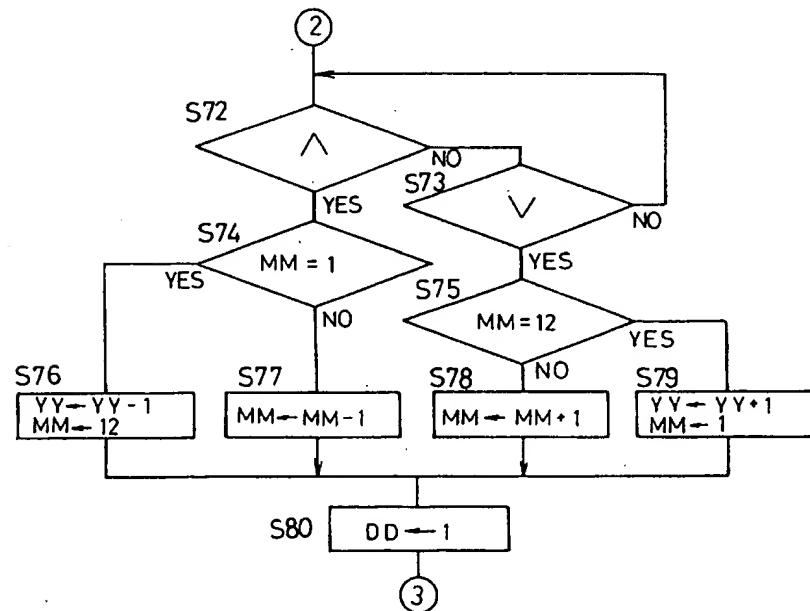 2
S72
∧
NO
YES
S73
∨
NO
YES
S74
MM = 1
YES
NO
S75
MM = 12
YES
NO
S76
YY ← YY - 1
MM ← 12
S77
MM ← MM - 1
S78
MM ← MM + 1
S79
YY ← YY + 1
MM ← 1
S80
DD ← 1
3